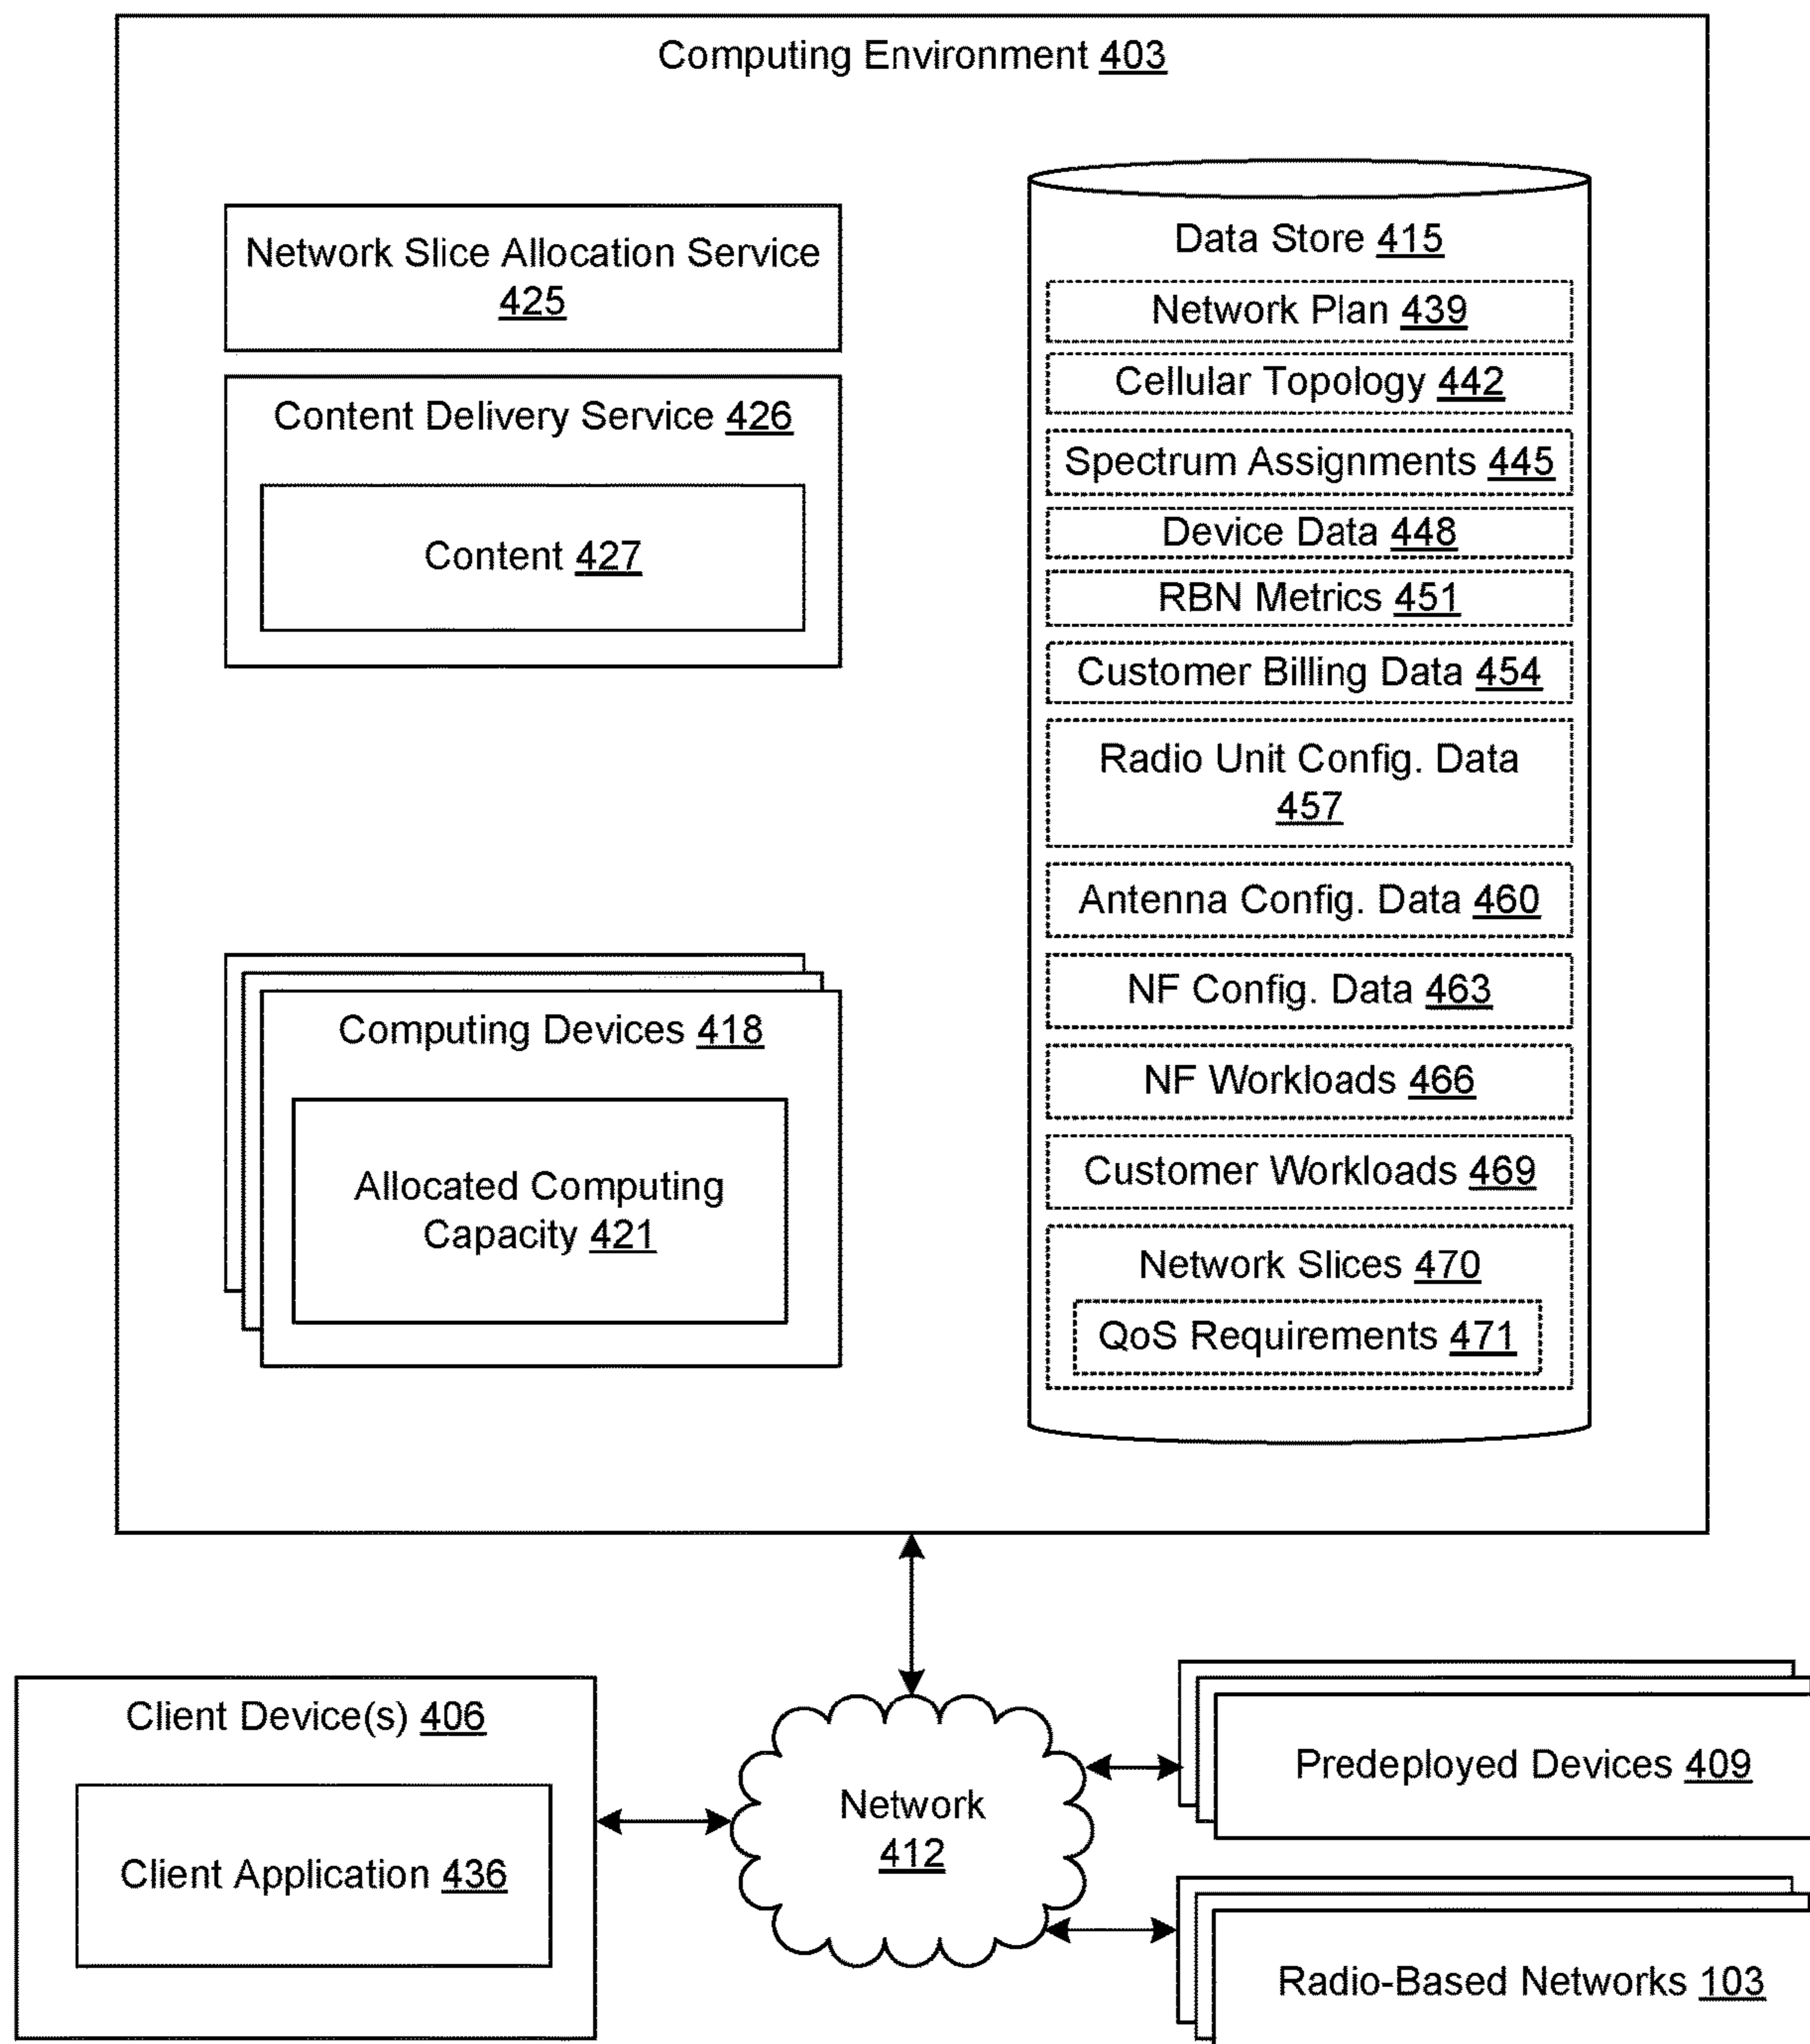 Computing Environment 403
Network Slice Allocation Service
425
Content Delivery Service 426
Content 427
Computing Devices 418
Allocated Computing
Capacity 421
Data Store 415
Network Plan 439
Cellular Topology 442
Spectrum Assignments 445
Device Data 448
RBN Metrics 451
Customer Billing Data 454
Radio Unit Config. Data
457
Antenna Config. Data 460
NF Config. Data 463
NF Workloads 466
Customer Workloads 469
Network Slices 470
QoS Requirements 471
Client Device(s) 406
Client Application 436
Network
412
Predeployed Devices 409
Radio-Based Networks 103